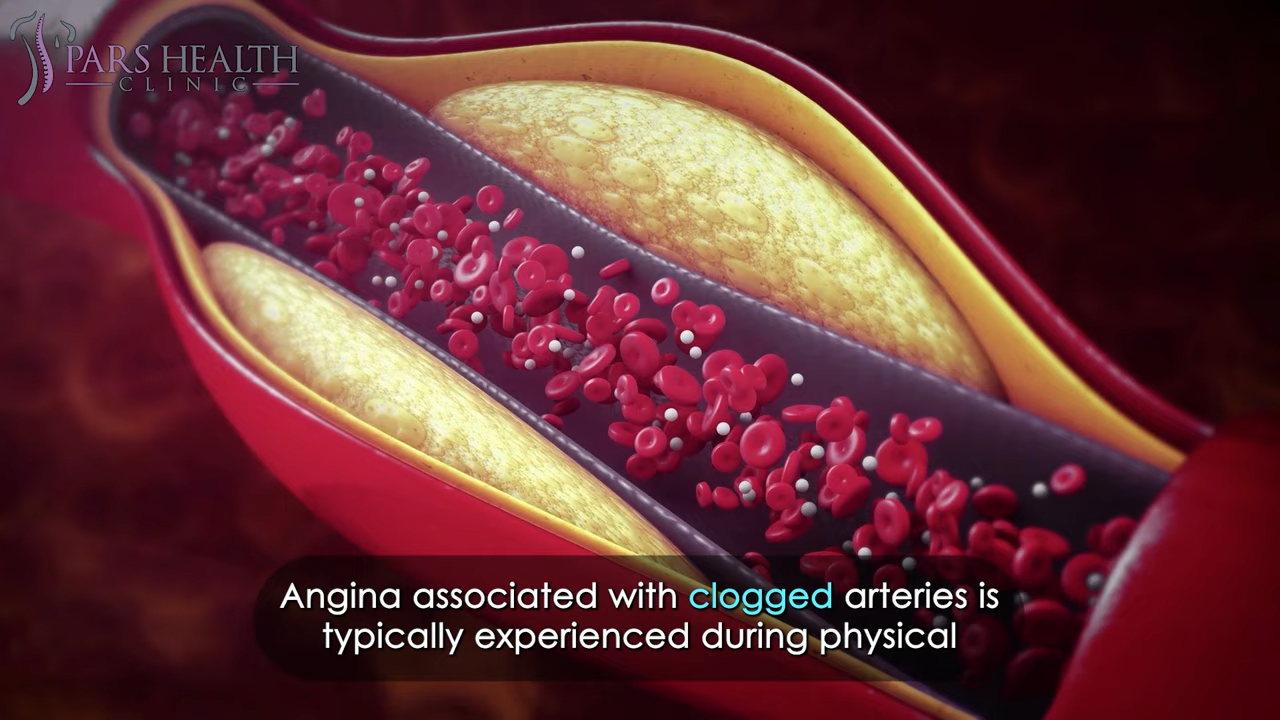 PARS HEALTH
CLINIC
Angina associated with clogged arteries is
typically experienced during physical